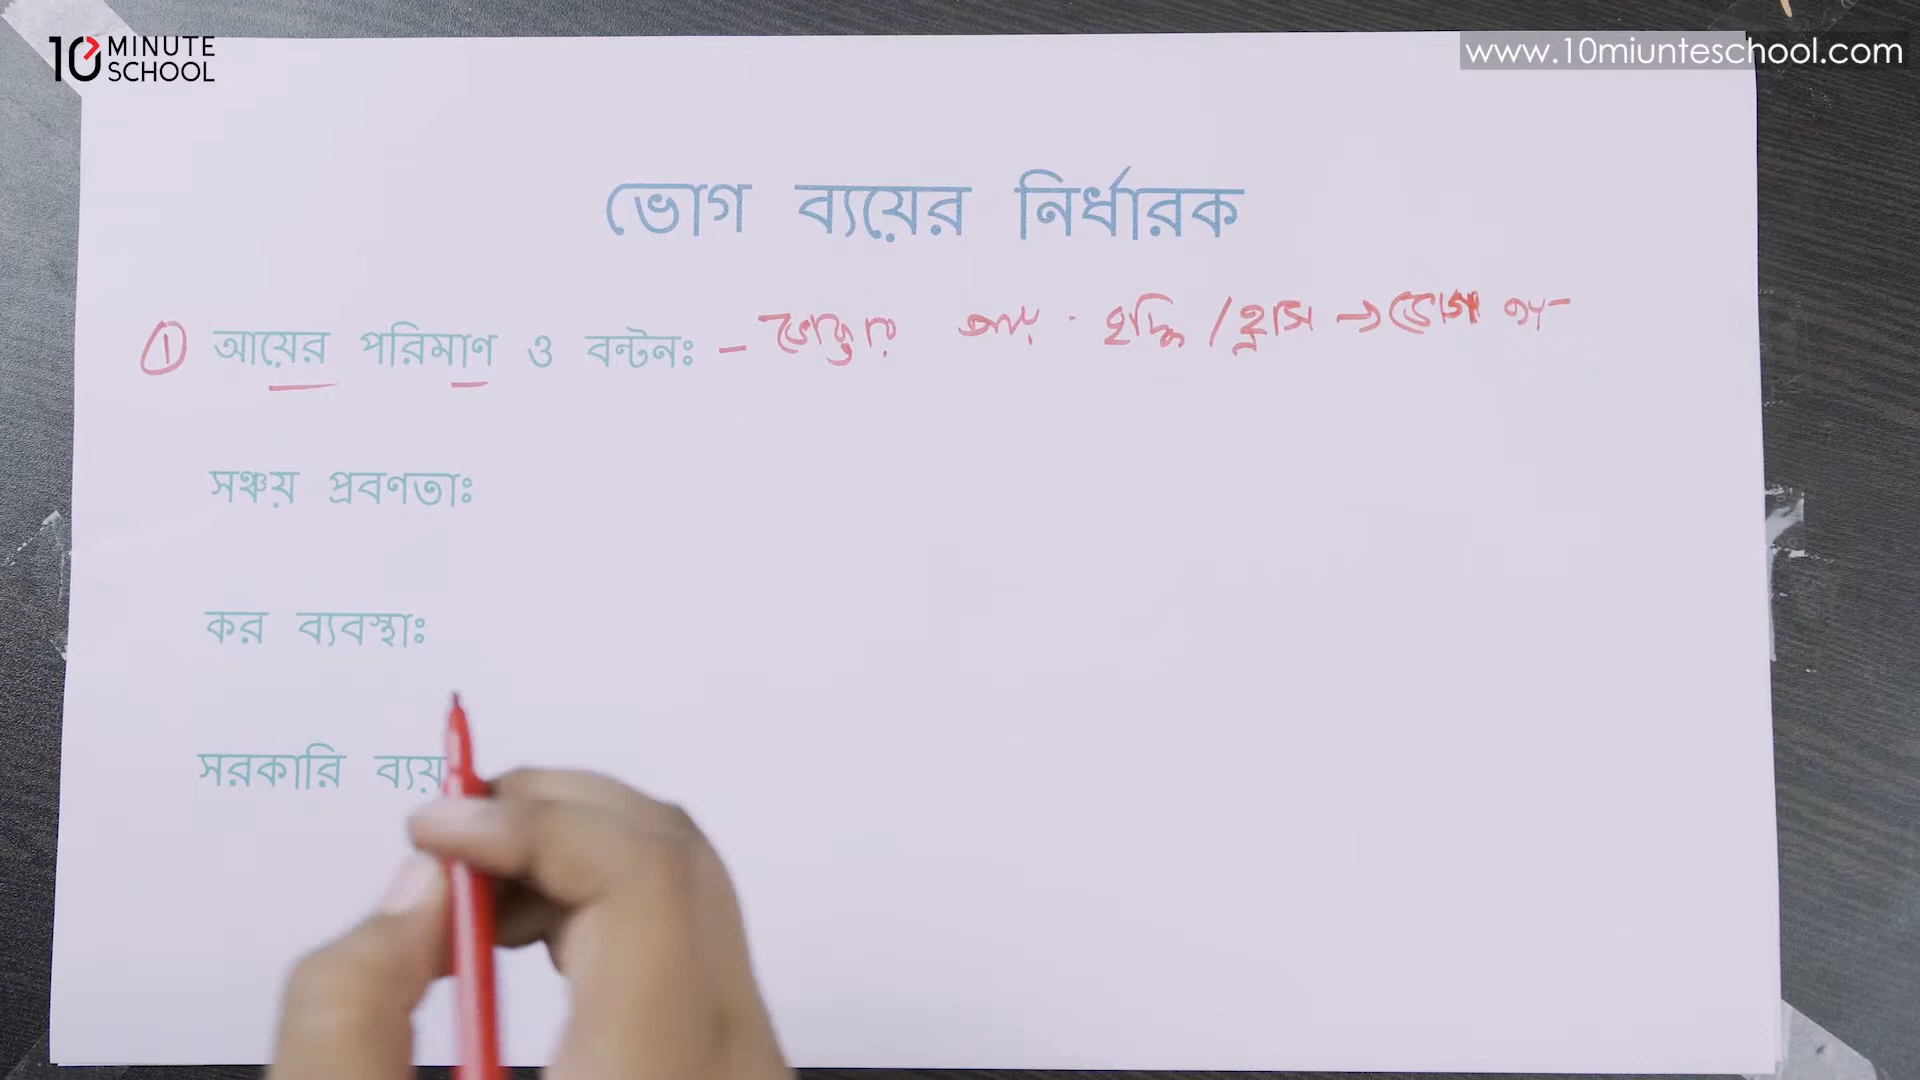 10 MINUTE SCHOOL
www.10miunteschool.com
ভোগ ব্যয়ের নির্ধারক
① আয়ের পরিমাণ ও বন্টনঃ - ভোক্তার আয় বৃদ্ধি / হ্রাস → ভোগ
সঞ্চয় প্রবণতাঃ
কর ব্যবস্থাঃ
সরকারি ব্যয়